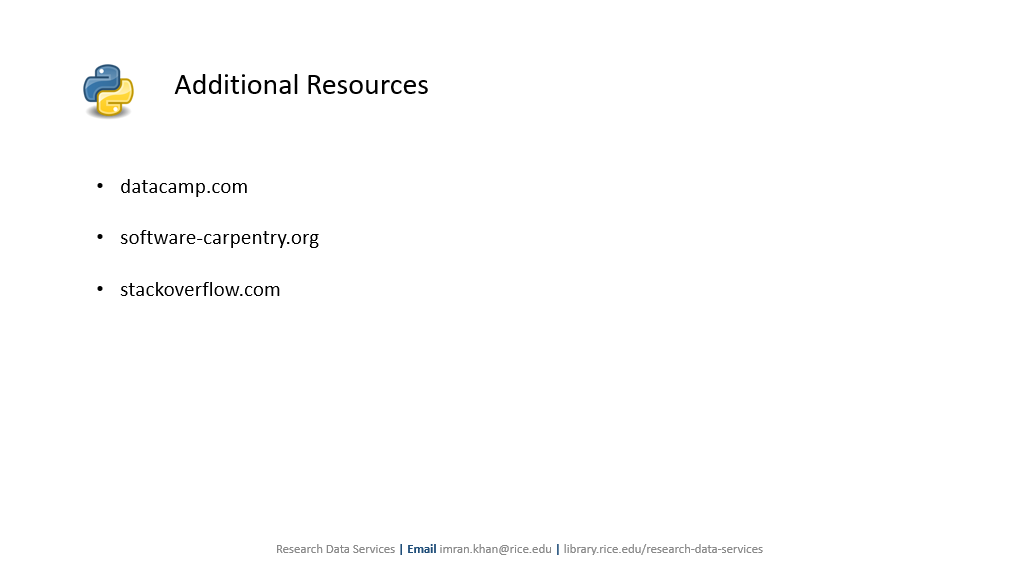 Additional Resources
• datacamp.com
• software-carpentry.org
• stackoverflow.com
Research Data Services | Email imran.khan@rice.edu | library.rice.edu/research-data-services